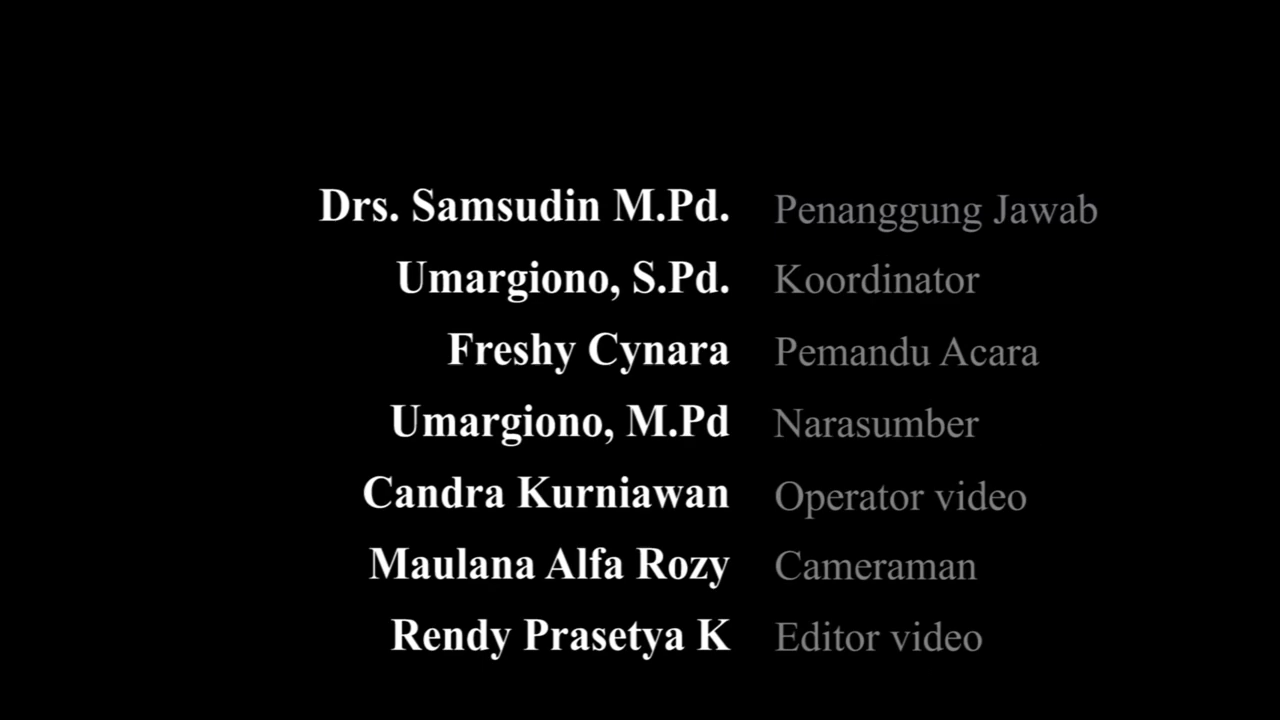 Drs. Samsudin M.Pd. Penanggung Jawab
Umargiono, S.Pd. Koordinator
Freshy Cynara Pemandu Acara
Umargiono, M.Pd Narasumber
Candra Kurniawan Operator video
Maulana Alfa Rozy Cameraman
Rendy Prasetya K Editor video